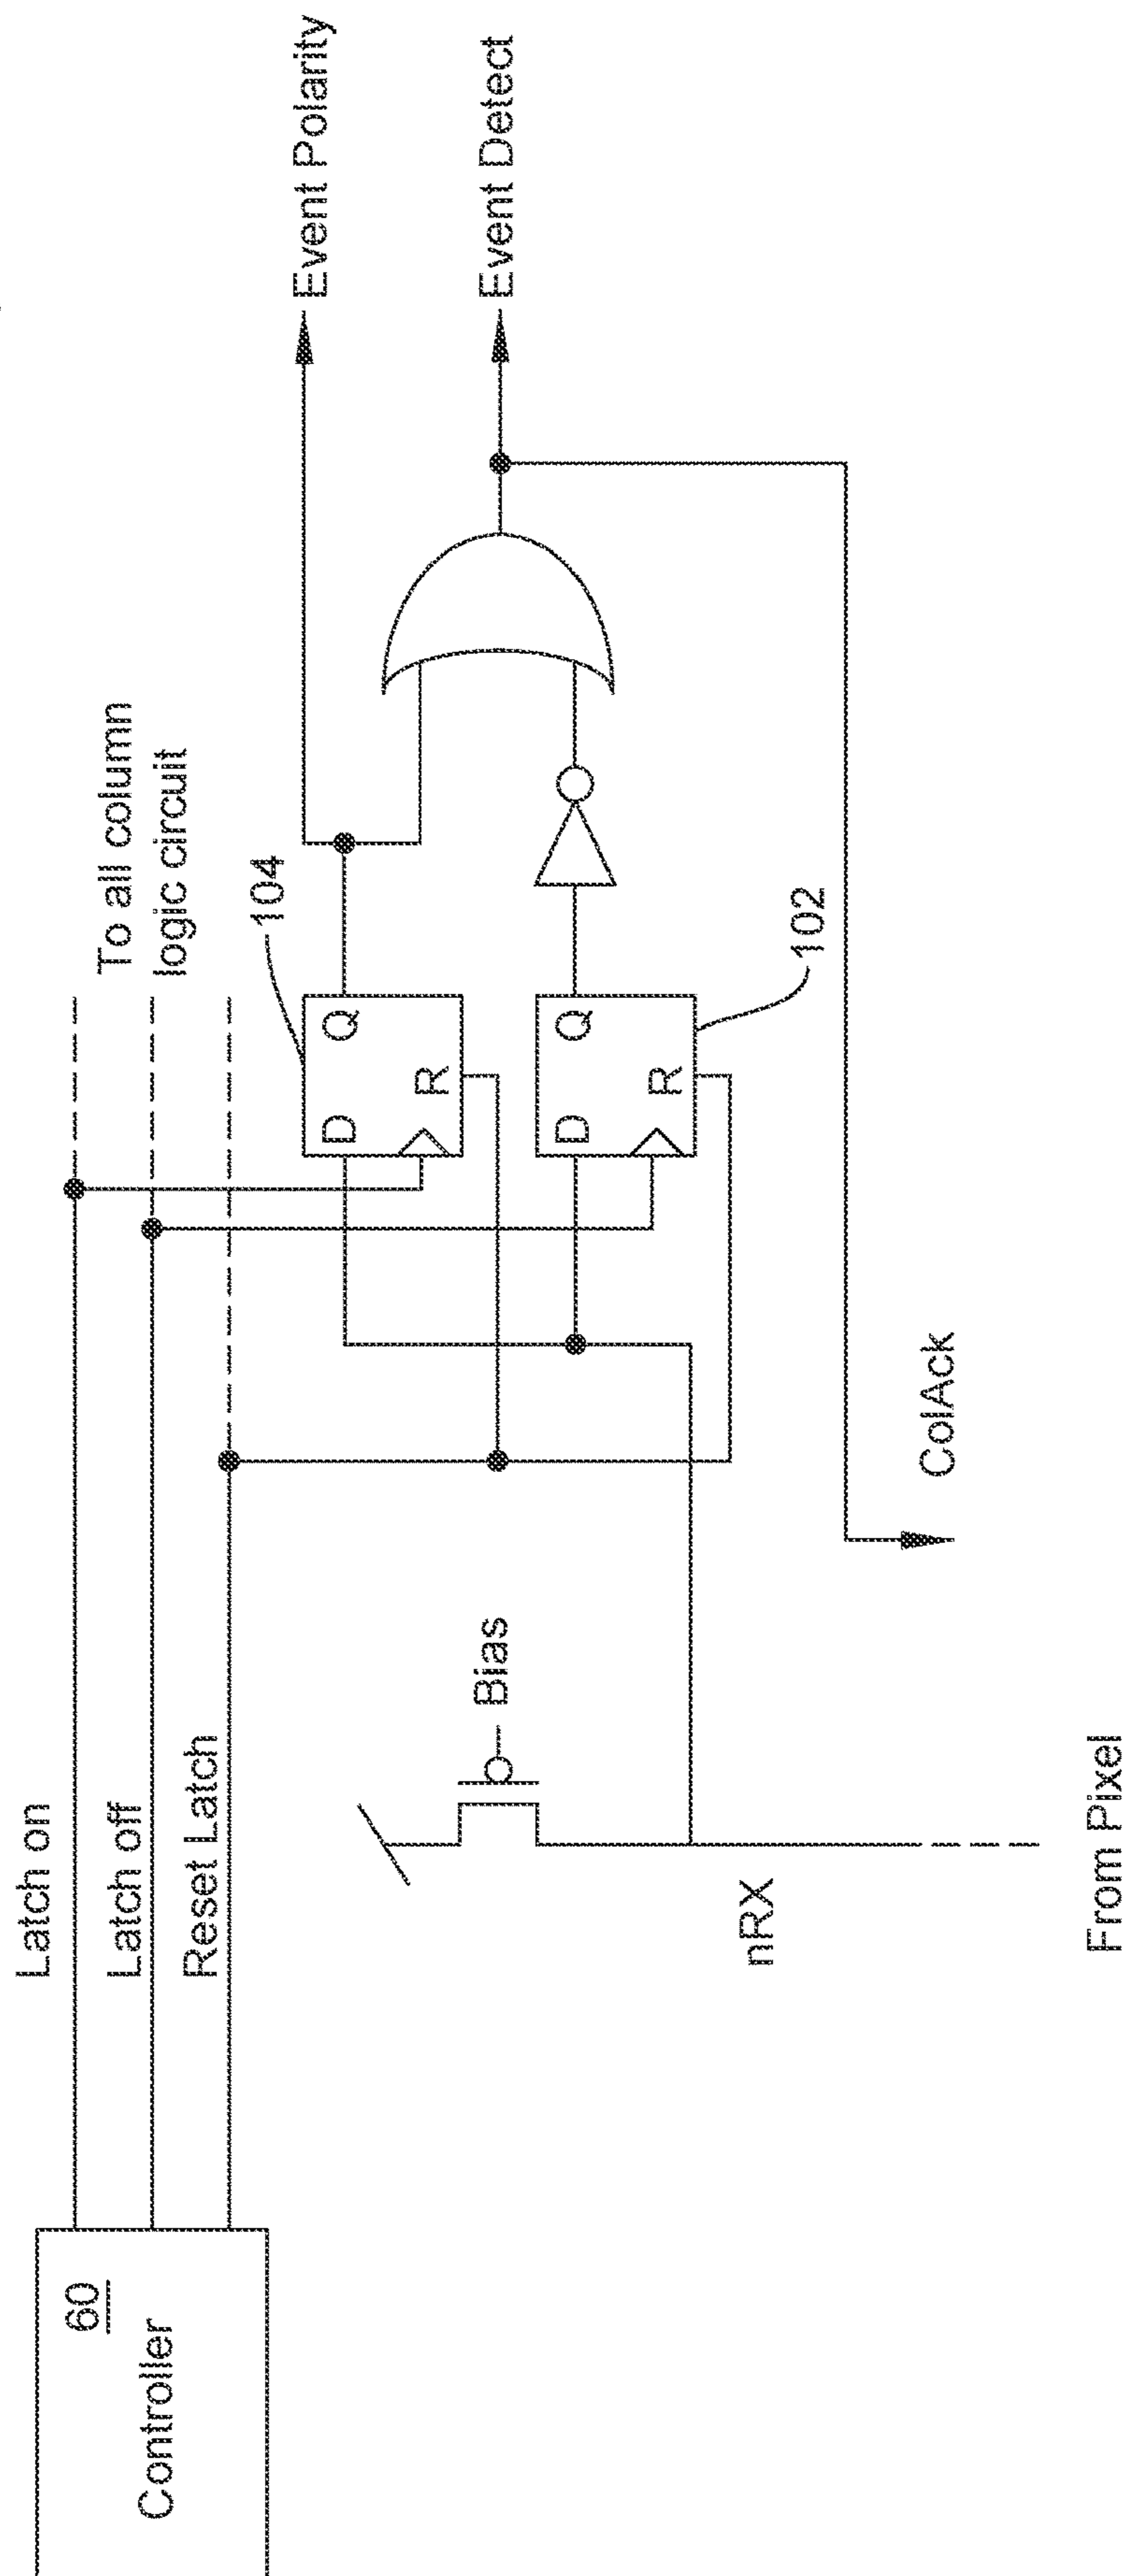 Latch on
Latch off
Reset Latch
60
Controller
To all column
logic circuit
104
D
Q
R
D
Q
R
102
Event Polarity
Event Detect
Bias
nRX
ColAck
From Pixel